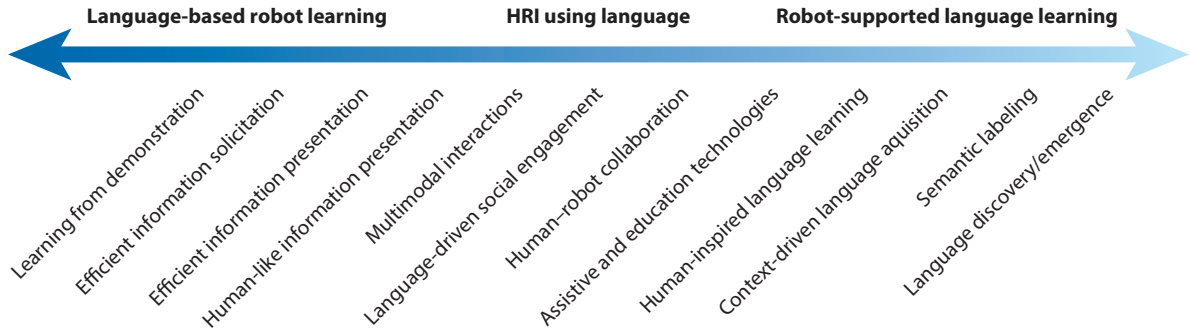 Language-based robot learning
HRI using language
Robot-supported language learning
Learning from demonstration
Efficient information solicitation
Efficient information presentation
Human-like information presentation
Multimodal interactions
Language-driven social engagement
Human–robot collaboration
Assistive and education technologies
Human-inspired language learning
Context-driven language aquisition
Semantic labeling
Language discovery/emergence